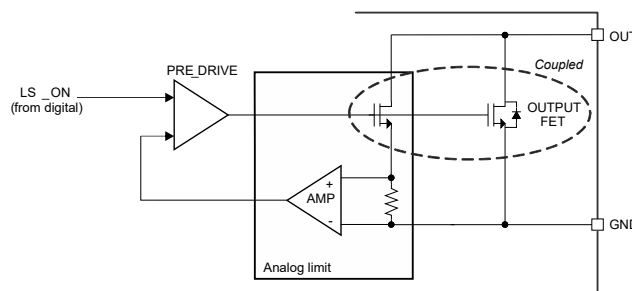 OUT
Coupled
PRE_DRIVE
LS _ON
(from digital)
OUTPUT
FET
+
AMP
-
GND
Analog limit